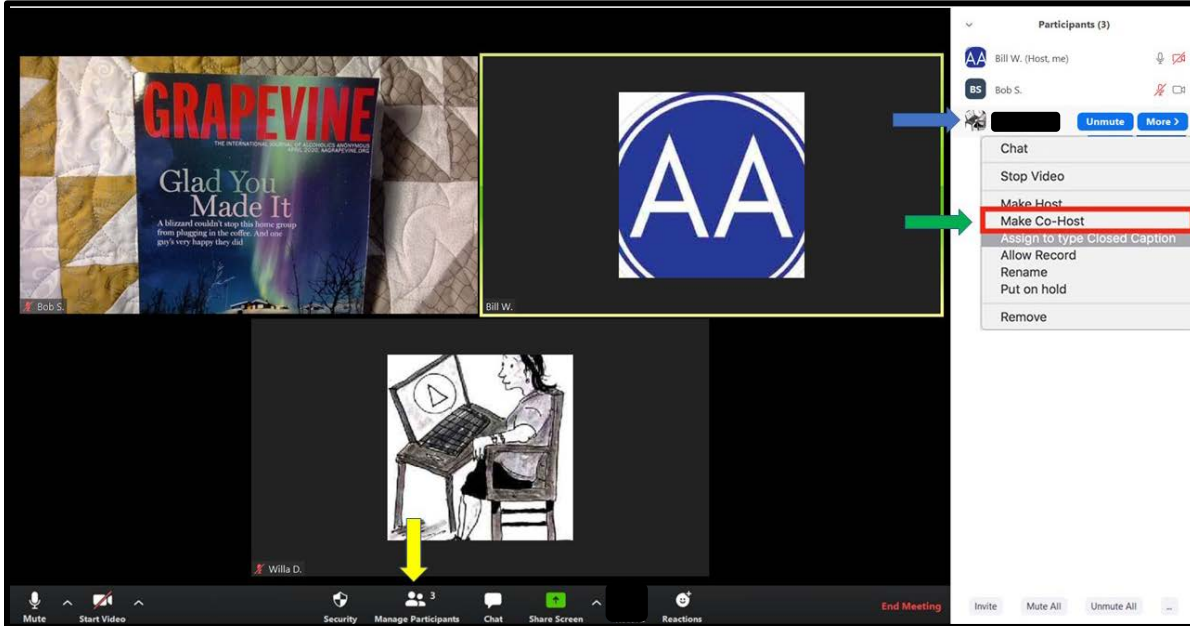 GRAPEVINE
THE INTERNATIONAL JOURNAL OF ALCOHOLICS ANONYMOUS
APRIL 2020, AAGRAPEVINE.ORG
Glad You
Made It
A blizzard couldn't stop this home group
from plugging in the coffee. And one
guy's very happy they did
Bob S.
AA
Bill W.
Willa D.
Mute
Start Video
Security
3
Manage Participants
Chat
Share Screen
Reactions
End Meeting
Participants (3)
AA Bill W. (Host, me)
BS Bob S.
Unmute More >
Chat
Stop Video
Make Host
Make Co-Host
Assign to type Closed Caption
Allow Record
Rename
Put on hold
Remove
Invite Mute All Unmute All ...